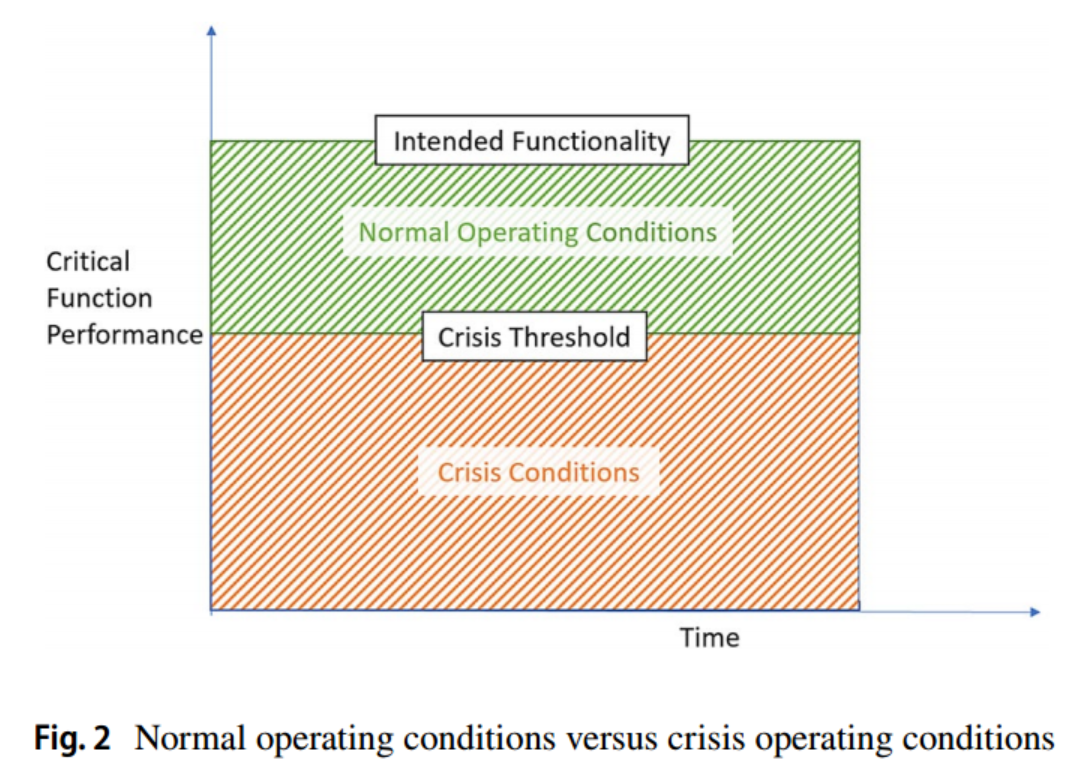 Intended Functionality
Normal Operating Conditions
Critical
Function
Performance
Crisis Threshold
Crisis Conditions
Time
Fig. 2 Normal operating conditions versus crisis operating conditions